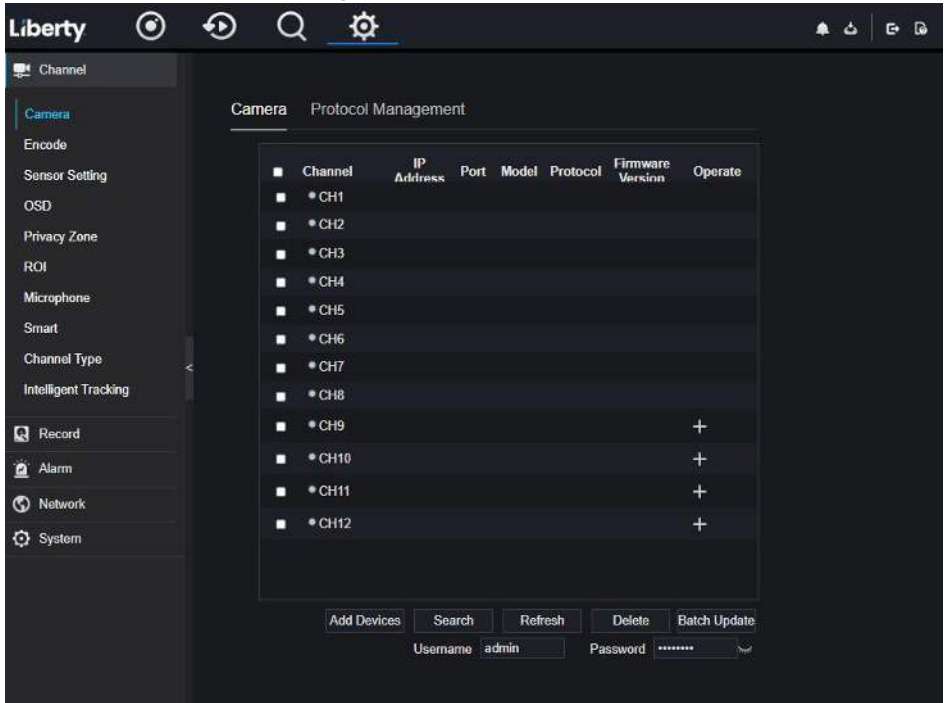 Liberty
Channel
Camera
Encode
Sensor Setting
OSD
Privacy Zone
ROI
Microphone
Smart
Channel Type
Intelligent Tracking
Record
Alarm
Network
System
Camera Protocol Management
Channel IP Address Port Model Protocol Firmware Version Operate
CH1
CH2
CH3
CH4
CH5
CH6
CH7
CH8
CH9 +
CH10 +
CH11 +
CH12 +
<
Add Devices Search Refresh Delete Batch Update
Username admin Password ••••••••